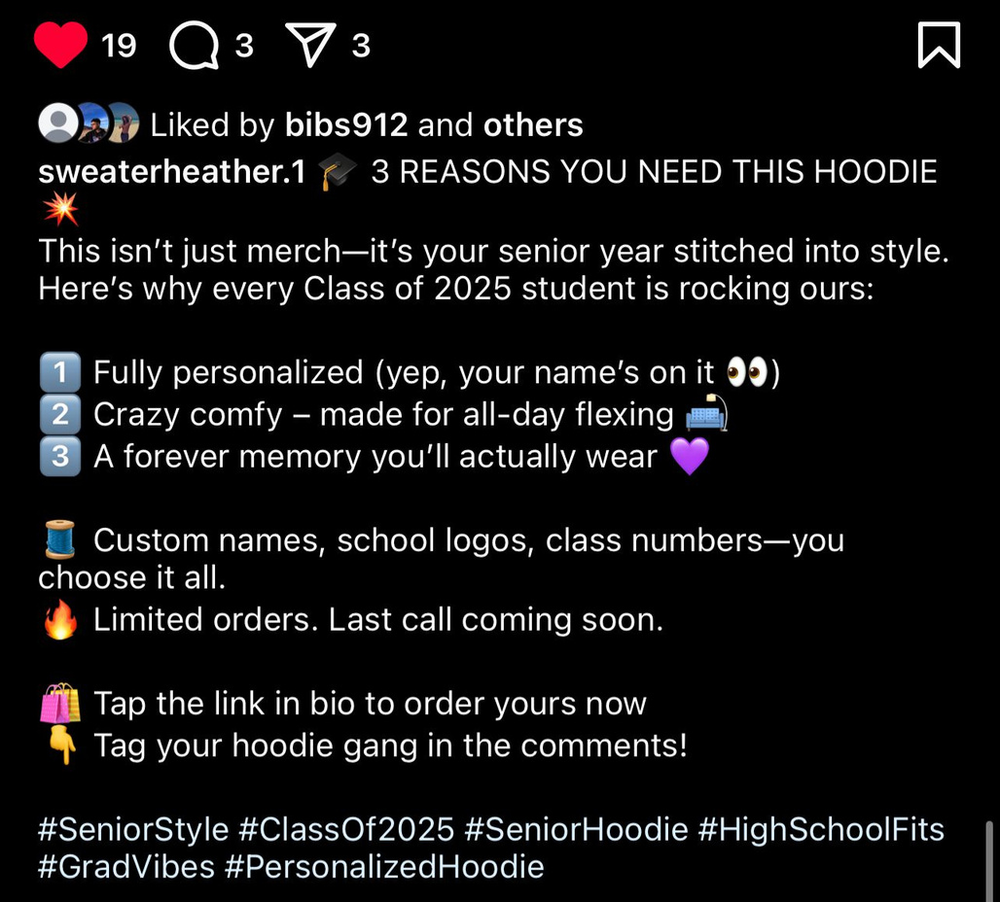 19 3 3
Liked by bibs912 and others
sweaterheather.1 🎓 3 REASONS YOU NEED THIS HOODIE
💥
This isn’t just merch—it’s your senior year stitched into style.
Here’s why every Class of 2025 student is rocking ours:
1️⃣ Fully personalized (yep, your name’s on it 👀)
2️⃣ Crazy comfy – made for all-day flexing 🛋️
3️⃣ A forever memory you’ll actually wear 💜
🧵 Custom names, school logos, class numbers—you
choose it all.
🔥 Limited orders. Last call coming soon.
🛍️ Tap the link in bio to order yours now
👇 Tag your hoodie gang in the comments!
#SeniorStyle #ClassOf2025 #SeniorHoodie #HighSchoolFits
#GradVibes #PersonalizedHoodie